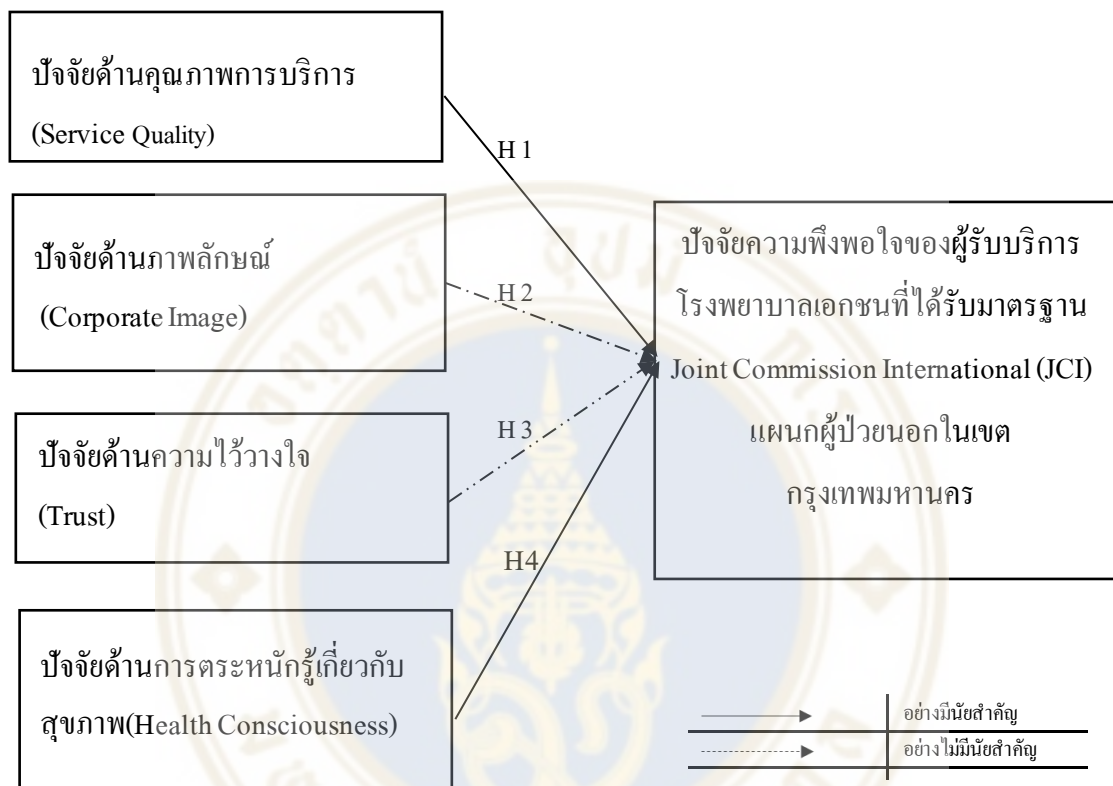 ปัจจัยด้านคุณภาพการบริการ
(Service Quality)
H1
ปัจจัยด้านภาพลักษณ์
(Corporate Image)
H2
ปัจจัยด้านความไว้วางใจ
(Trust)
H3
ปัจจัยด้านการตระหนักรู้เกี่ยวกับ
สุขภาพ(Health Consciousness)
H4
ปัจจัยความพึงพอใจของผู้รับบริการ
โรงพยาบาลเอกชนที่ได้รับมาตรฐาน
Joint Commission International (JCI)
แผนกผู้ป่วยนอกในเขต
กรุงเทพมหานคร
อย่างมีนัยสำคัญ
อย่างไม่มีนัยสำคัญ